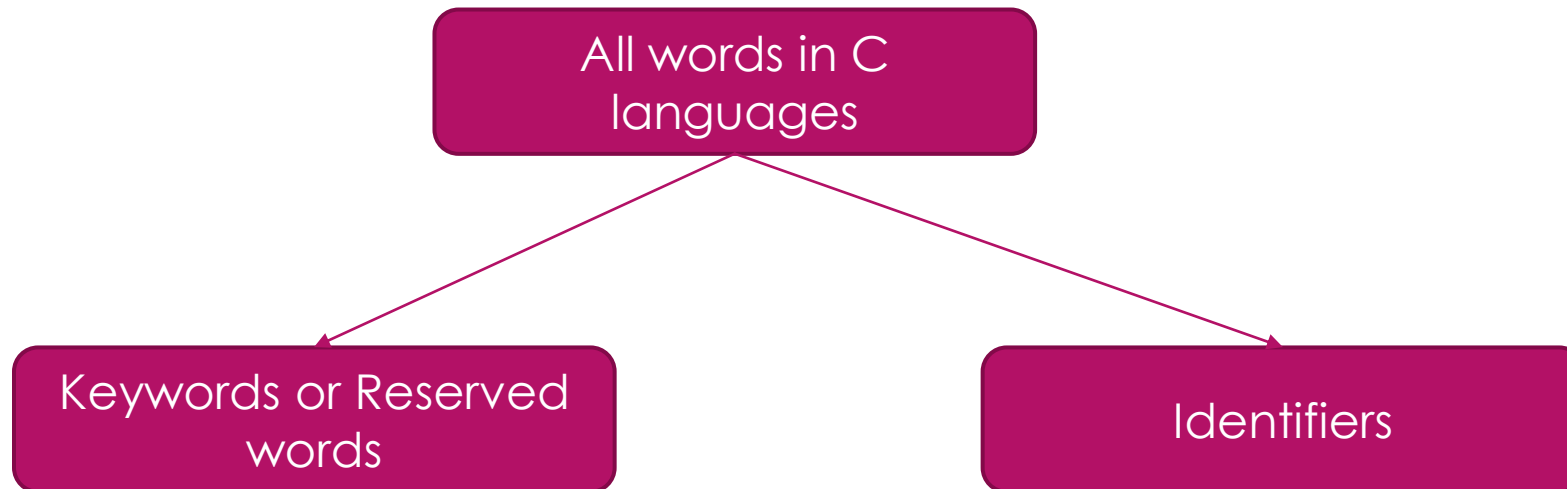 All words in C
languages
Keywords or Reserved
words
Identifiers